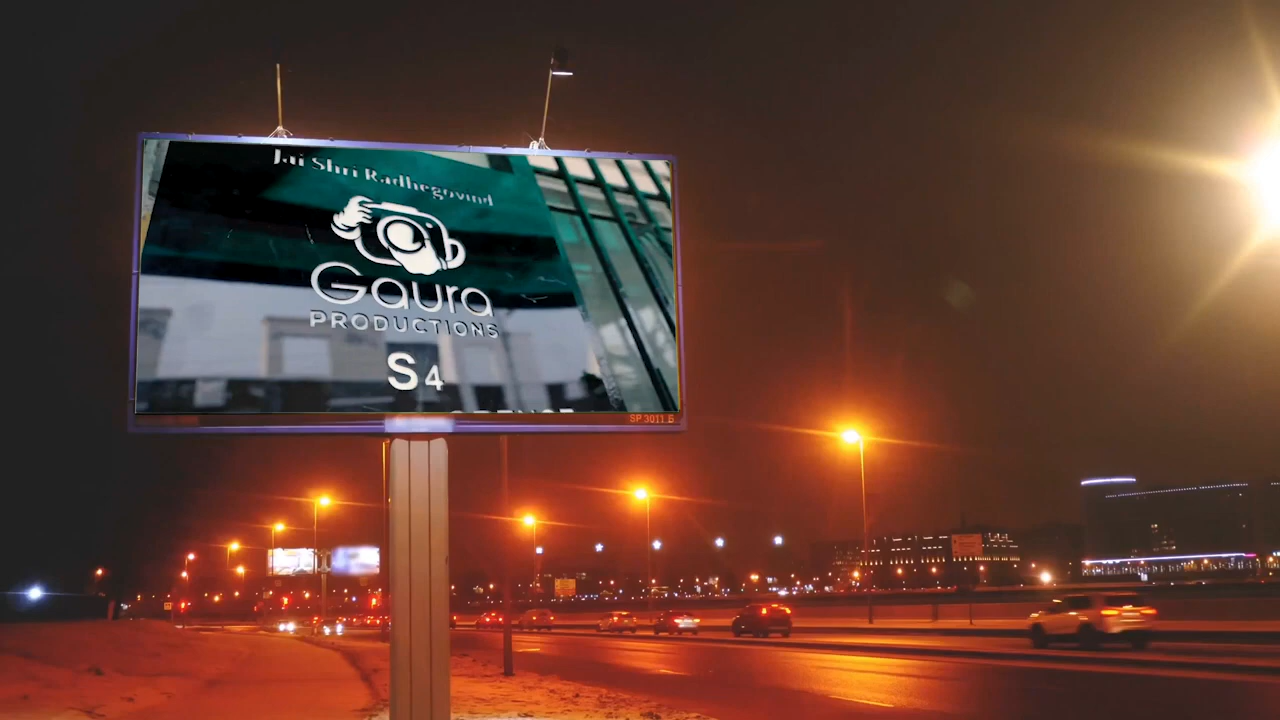 Jai Shri Radhegovind
Gaura
PRODUCTIONS
S4
SP 3011 Б